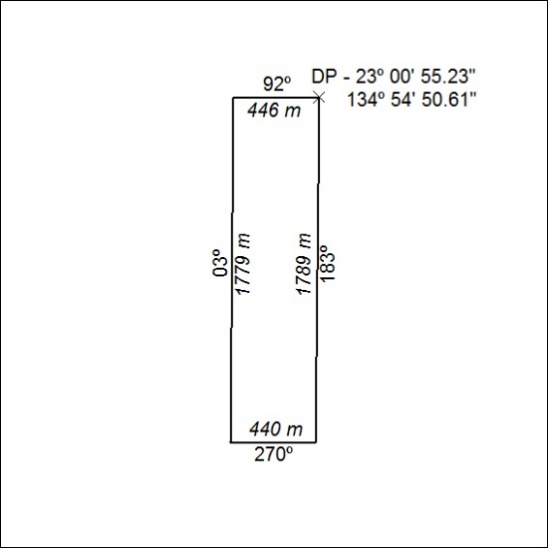 92º
DP - 23º 00' 55.23"
134º 54' 50.61"
446 m
03º
1779 m
1789 m
183º
440 m
270º